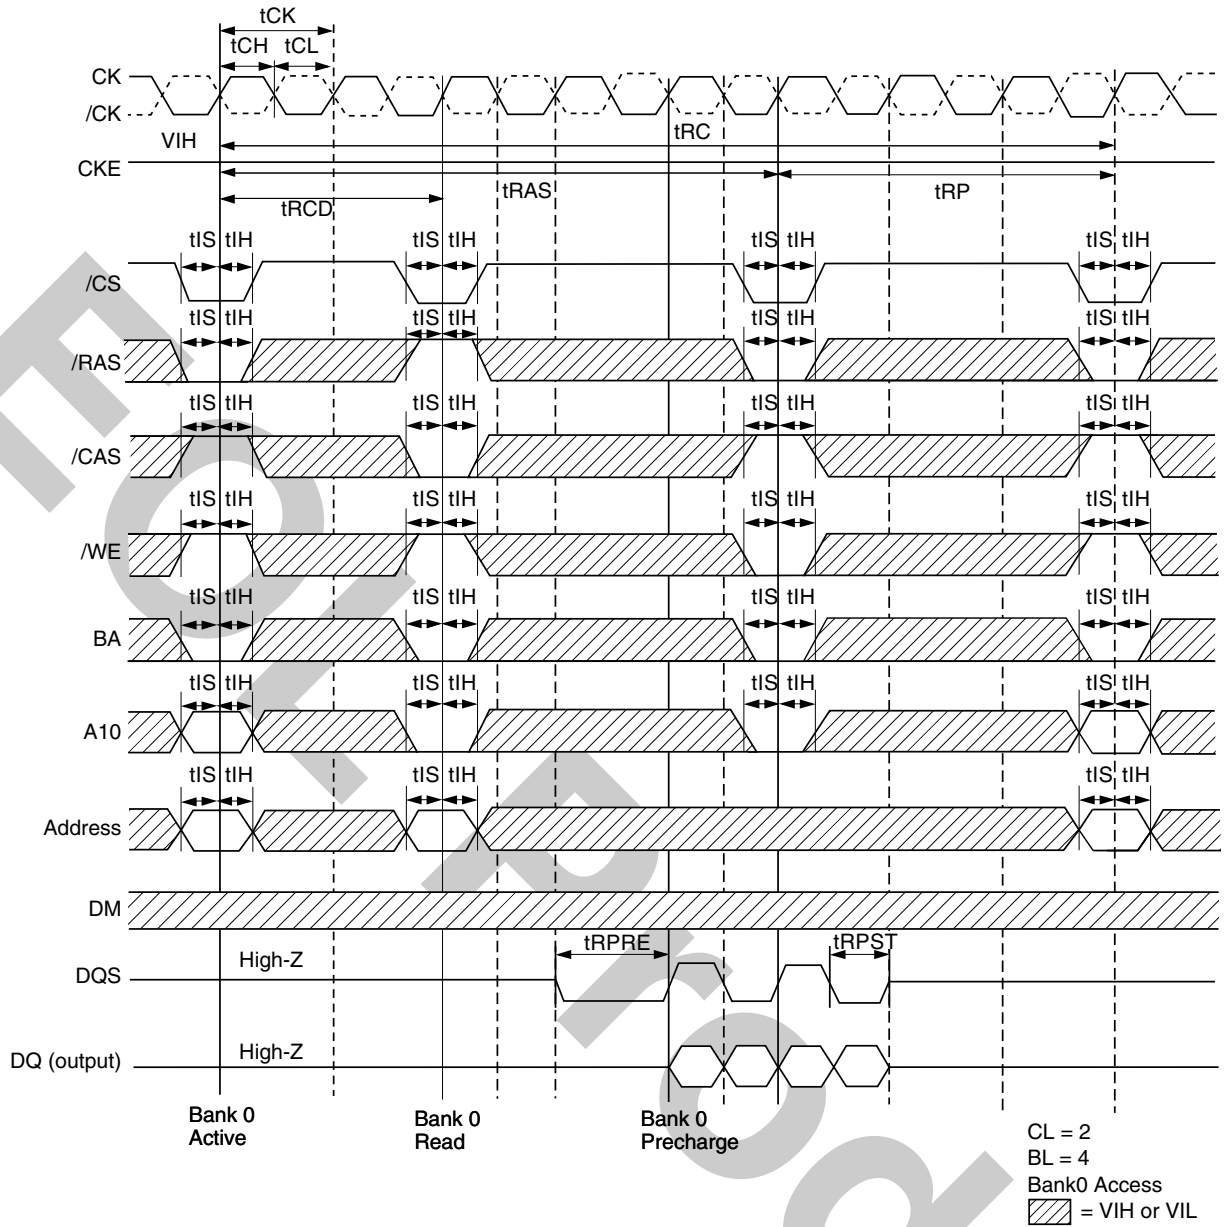 tCK
tCH tCL
CK
/CK
VIH
tRC
CKE
tRAS
tRP
tRCD
tIS tIH tIS tIH tIS tIH tIS tIH
/CS
tIS tIH tIS tIH tIS tIH tIS tIH
/RAS
tIS tIH tIS tIH tIS tIH tIS tIH
/CAS
tIS tIH tIS tIH tIS tIH tIS tIH
/WE
tIS tIH tIS tIH tIS tIH tIS tIH
BA
tIS tIH tIS tIH tIS tIH tIS tIH
A10
tIS tIH tIS tIH tIS tIH
Address
DM
tRPRE tRPST
High-Z
DQS
High-Z
DQ (output)
Bank 0
Active
Bank 0
Read
Bank 0
Precharge
CL = 2
BL = 4
Bank0 Access
= VIH or VIL
EOL Prod